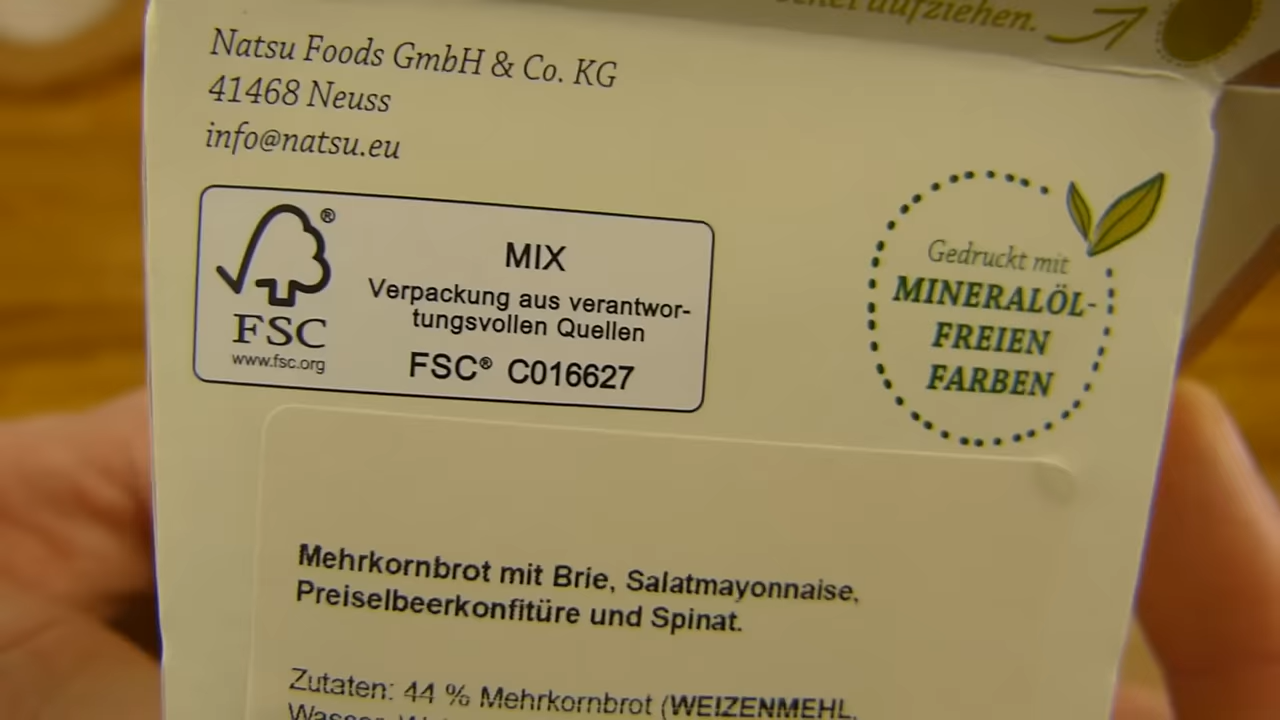 aufziehen.
Natsu Foods GmbH & Co. KG
41468 Neuss
info@natsu.eu
®
FSC
www.fsc.org
MIX
Verpackung aus verantwor-
tungsvollen Quellen
FSC® C016627
Gedruckt mit
MINERALÖL-
FREIEN
FARBEN
Mehrkornbrot mit Brie, Salatmayonnaise,
Preiselbeerkonfitüre und Spinat.
Zutaten: 44 % Mehrkornbrot (WEIZENMEHL,
Wasser,